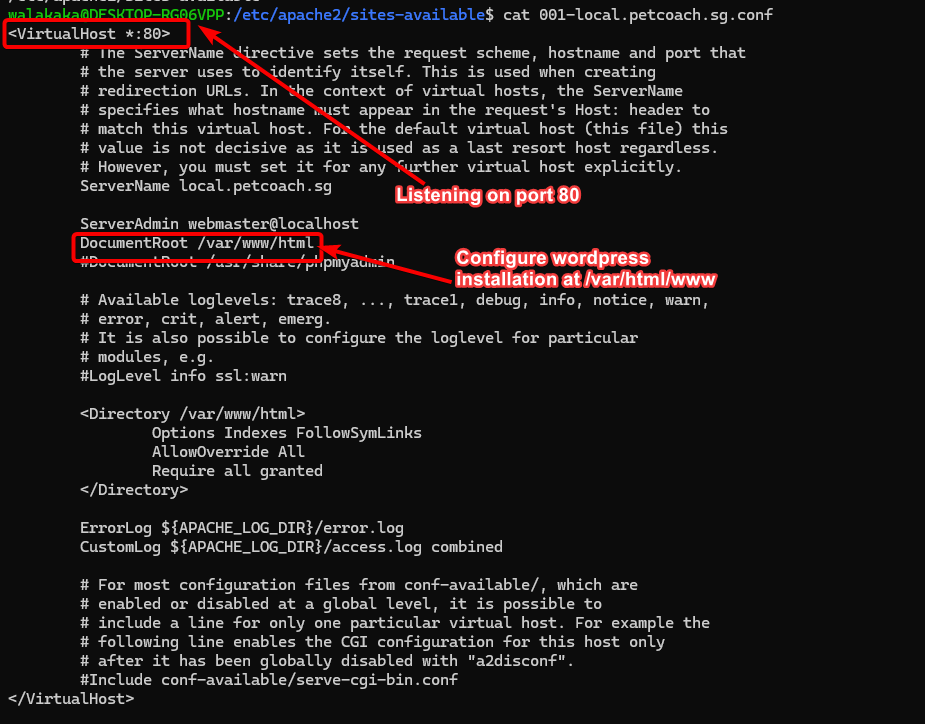 walakaka@DESKTOP-RG06VPP:/etc/apache2/sites-available$ cat 001-local.petcoach.sg.conf
<VirtualHost *:80>
# The ServerName directive sets the request scheme, hostname and port that
# the server uses to identify itself. This is used when creating
# redirection URLs. In the context of virtual hosts, the ServerName
# specifies what hostname must appear in the request's Host: header to
# match this virtual host. For the default virtual host (this file) this
# value is not decisive as it is used as a last resort host regardless.
# However, you must set it for any further virtual host explicitly.
ServerName local.petcoach.sg
Listening on port 80
ServerAdmin webmaster@localhost
DocumentRoot /var/www/html
#DocumentRoot /usr/share/phpmyadmin
Configure wordpress
installation at /var/html/www
# Available loglevels: trace8, ..., trace1, debug, info, notice, warn,
# error, crit, alert, emerg.
# It is also possible to configure the loglevel for particular
# modules, e.g.
#LogLevel info ssl:warn
<Directory /var/www/html>
Options Indexes FollowSymLinks
AllowOverride All
Require all granted
</Directory>
ErrorLog ${APACHE_LOG_DIR}/error.log
CustomLog ${APACHE_LOG_DIR}/access.log combined
# For most configuration files from conf-available/, which are
# enabled or disabled at a global level, it is possible to
# include a line for only one particular virtual host. For example the
# following line enables the CGI configuration for this host only
# after it has been globally disabled with "a2disconf".
#Include conf-available/serve-cgi-bin.conf
</VirtualHost>